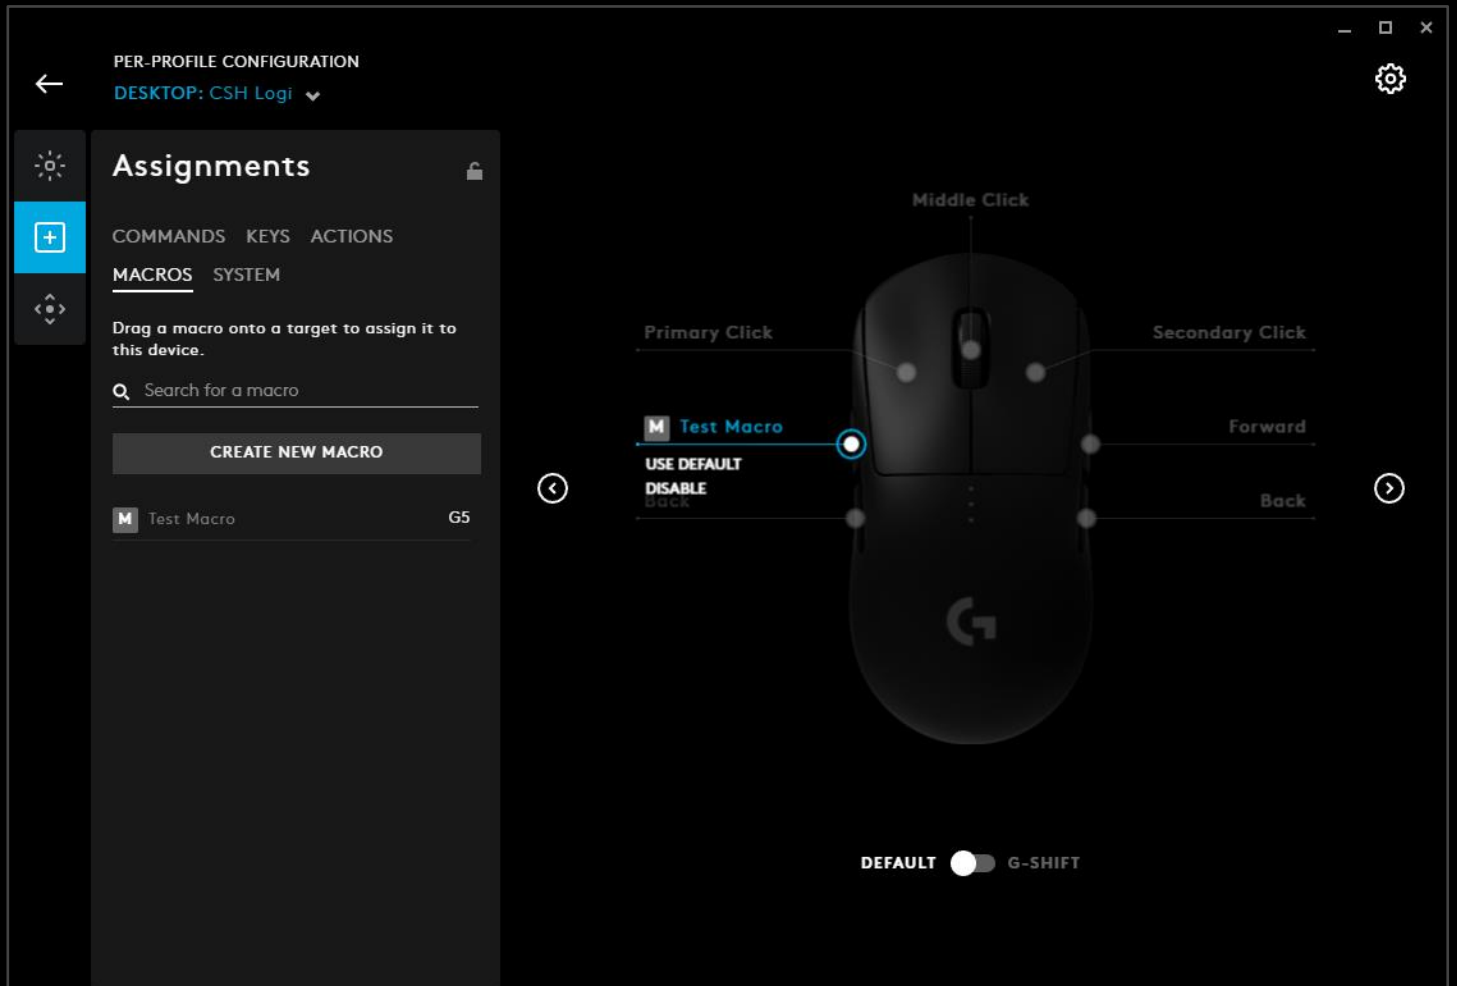 PER-PROFILE CONFIGURATION
DESKTOP: CSH Logi
Assignments
COMMANDS KEYS ACTIONS
MACROS SYSTEM
Drag a macro onto a target to assign it to
this device.
Search for a macro
CREATE NEW MACRO
M Test Macro G5
Middle Click
Primary Click
Secondary Click
M Test Macro
USE DEFAULT
DISABLE
Back
Forward
Back
DEFAULT G-SHIFT